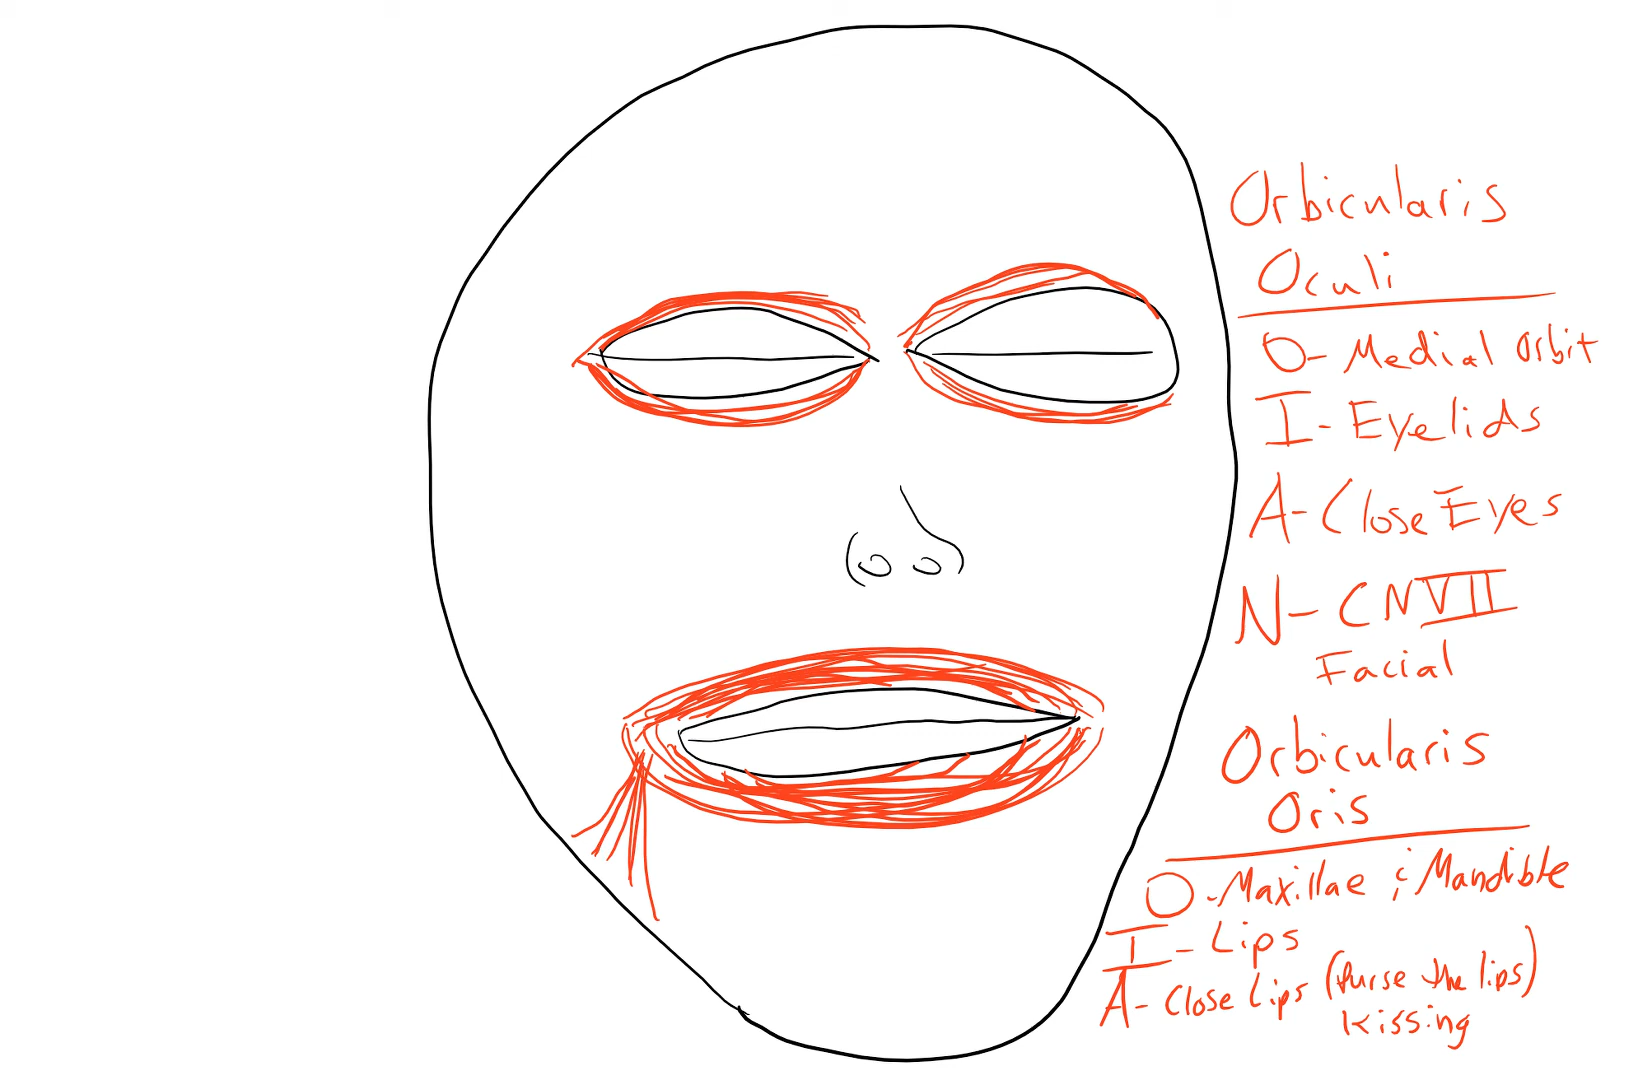 Orbicularis
Oculi
O- Medial Orbit
I- Eyelids
A- Close Eyes
N- CN VII
Facial
Orbicularis
Oris
O- Maxillae & Mandible
I- Lips
A- Close Lips (Purse the lips)
Kissing